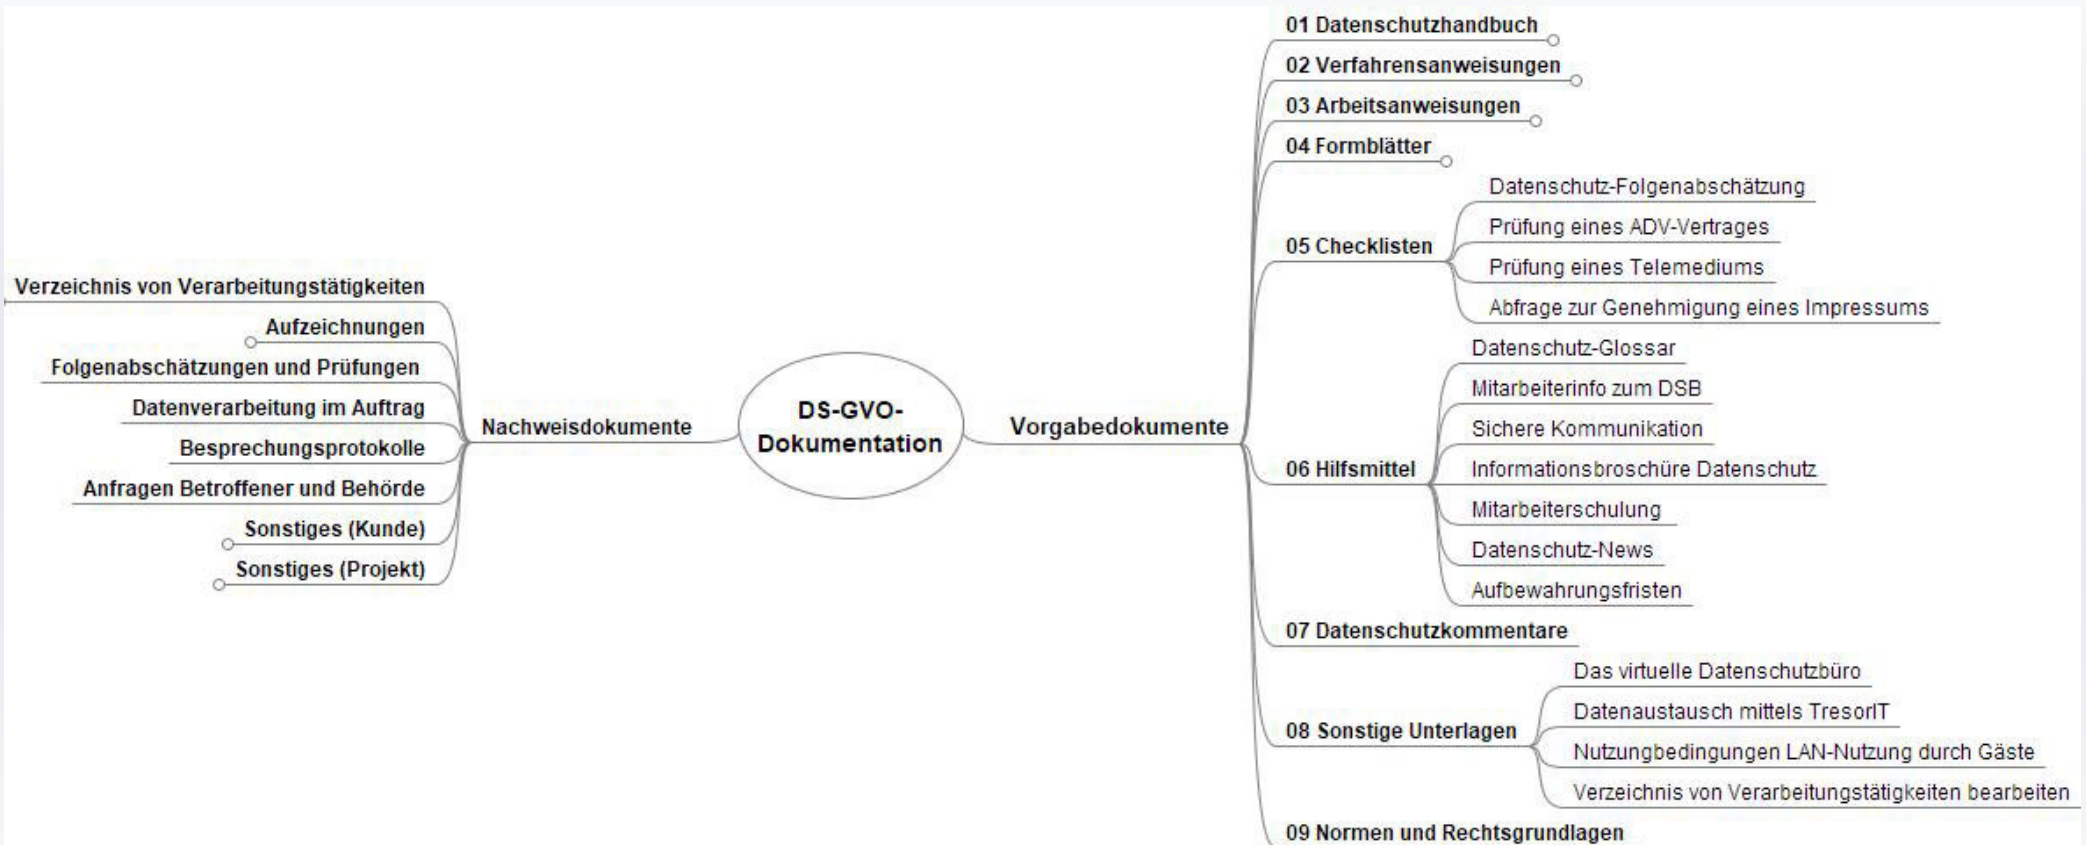 Verzeichnis von Verarbeitungstätigkeiten
Aufzeichnungen
Folgenabschätzungen und Prüfungen
Datenverarbeitung im Auftrag
Besprechungsprotokolle
Anfragen Betroffener und Behörde
Sonstiges (Kunde)
Sonstiges (Projekt)
Nachweisdokumente
DS-GVO-
Dokumentation
Vorgabedokumente
01 Datenschutzhandbuch
02 Verfahrensanweisungen
03 Arbeitsanweisungen
04 Formblätter
05 Checklisten
Datenschutz-Folgenabschätzung
Prüfung eines ADV-Vertrages
Prüfung eines Telemediums
Abfrage zur Genehmigung eines Impressums
06 Hilfsmittel
Datenschutz-Glossar
Mitarbeiterinfo zum DSB
Sichere Kommunikation
Informationsbroschüre Datenschutz
Mitarbeiterschulung
Datenschutz-News
Aufbewahrungsfristen
07 Datenschutzkommentare
08 Sonstige Unterlagen
Das virtuelle Datenschutzbüro
Datenaustausch mittels TresorIT
Nutzungbedingungen LAN-Nutzung durch Gäste
Verzeichnis von Verarbeitungstätigkeiten bearbeiten
09 Normen und Rechtsgrundlagen